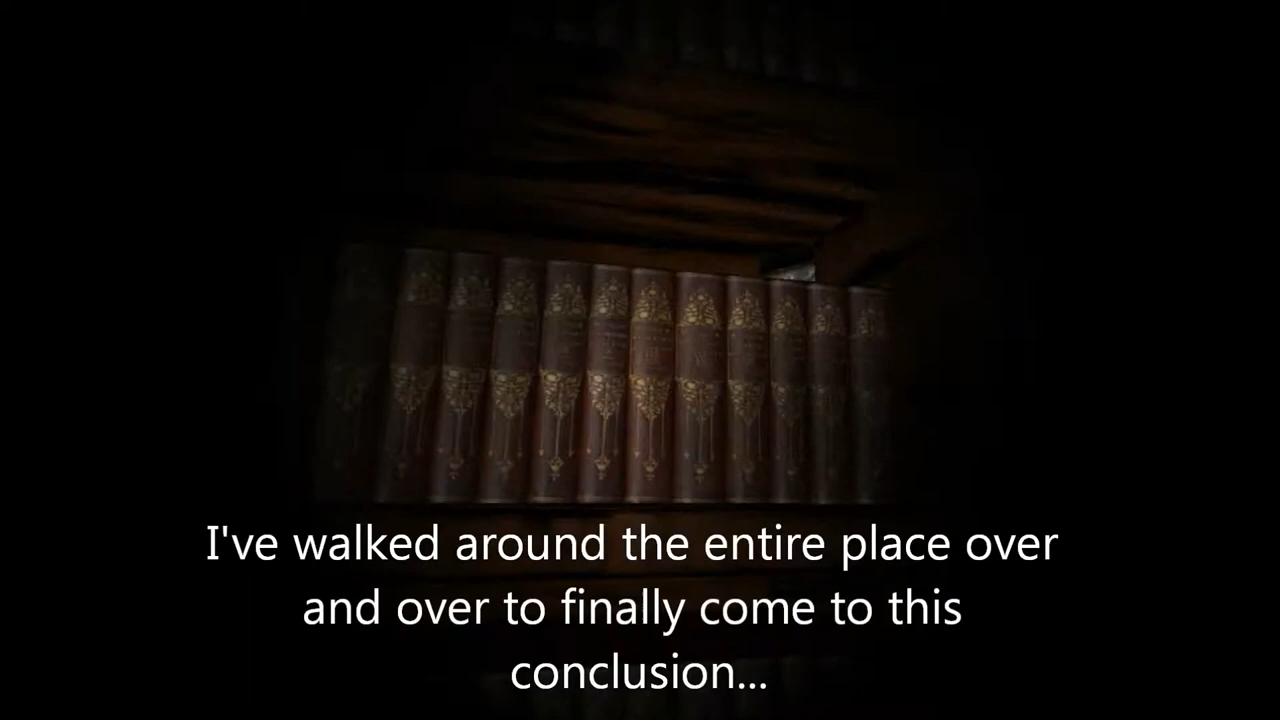 I've walked around the entire place over
and over to finally come to this
conclusion...